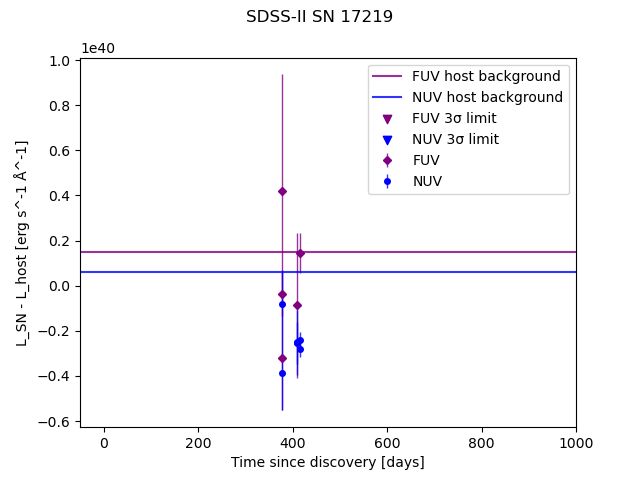 SDSS-II SN 17219
1e40
L_SN - L_host [erg s^-1 Å^-1]
1.0
0.8
0.6
0.4
0.2
0.0
−0.2
−0.4
−0.6
FUV host background
NUV host background
FUV 3σ limit
NUV 3σ limit
FUV
NUV
0 200 400 600 800 1000
Time since discovery [days]